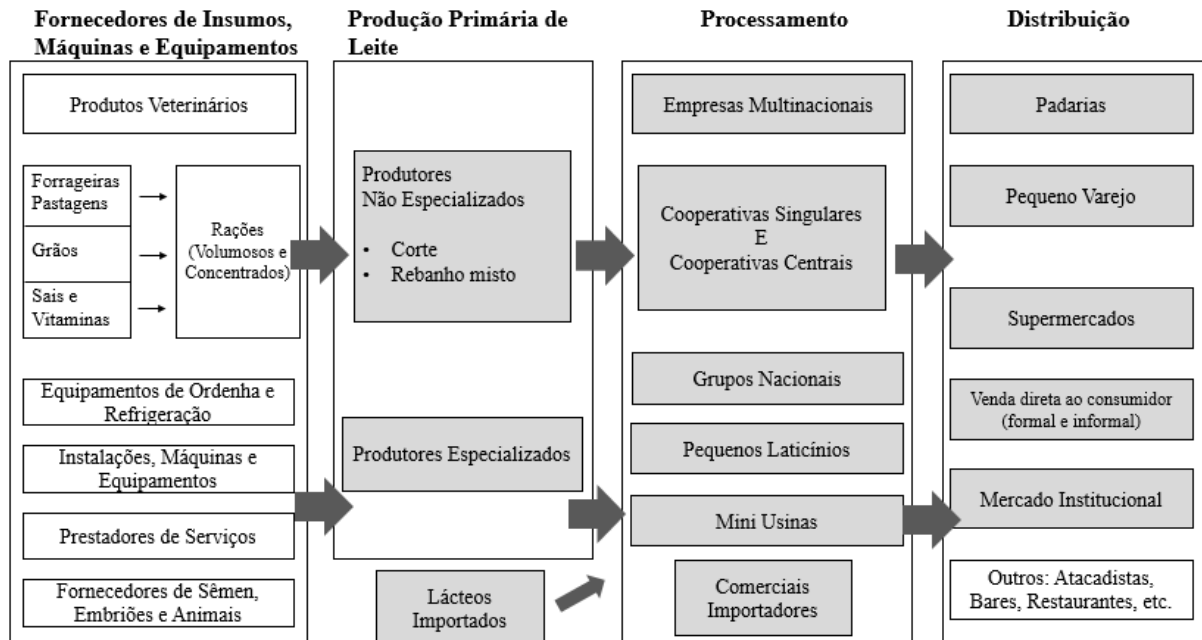 Fornecedores de Insumos,
Máquinas e Equipamentos
Produtos Veterinários
Forrageiras
Pastagens
Grãos
Sais e
Vitaminas
Rações
(Volumosos e
Concentrados)
Equipamentos de Ordenha e
Refrigeração
Instalações, Máquinas e
Equipamentos
Prestadores de Serviços
Fornecedores de Sêmen,
Embriões e Animais
Produção Primária de
Leite
Produtores
Não Especializados
• Corte
• Rebanho misto
Produtores Especializados
Lácteos
Importados
Processamento
Empresas Multinacionais
Cooperativas Singulares
E
Cooperativas Centrais
Grupos Nacionais
Pequenos Laticínios
Mini Usinas
Comerciais
Importadores
Distribuição
Padarias
Pequeno Varejo
Supermercados
Venda direta ao consumidor
(formal e informal)
Mercado Institucional
Outros: Atacadistas,
Bares, Restaurantes, etc.